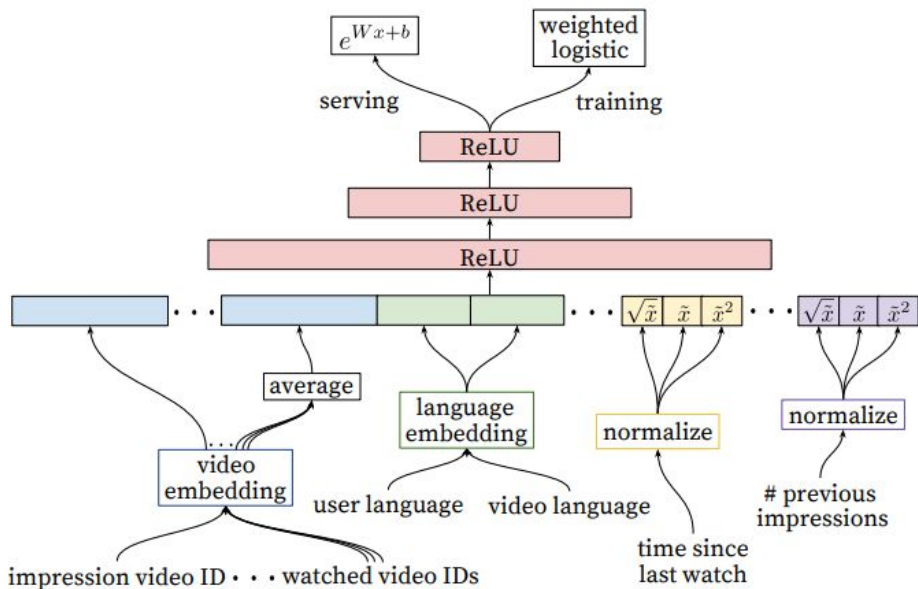 e^{Wx+b}
weighted
logistic
serving
training
ReLU
ReLU
ReLU
√x̃ x̃ x̃²
√x̃ x̃ x̃²
average
language
embedding
normalize
normalize
video
embedding
user language
video language
# previous
impressions
time since
last watch
impression video ID
watched video IDs